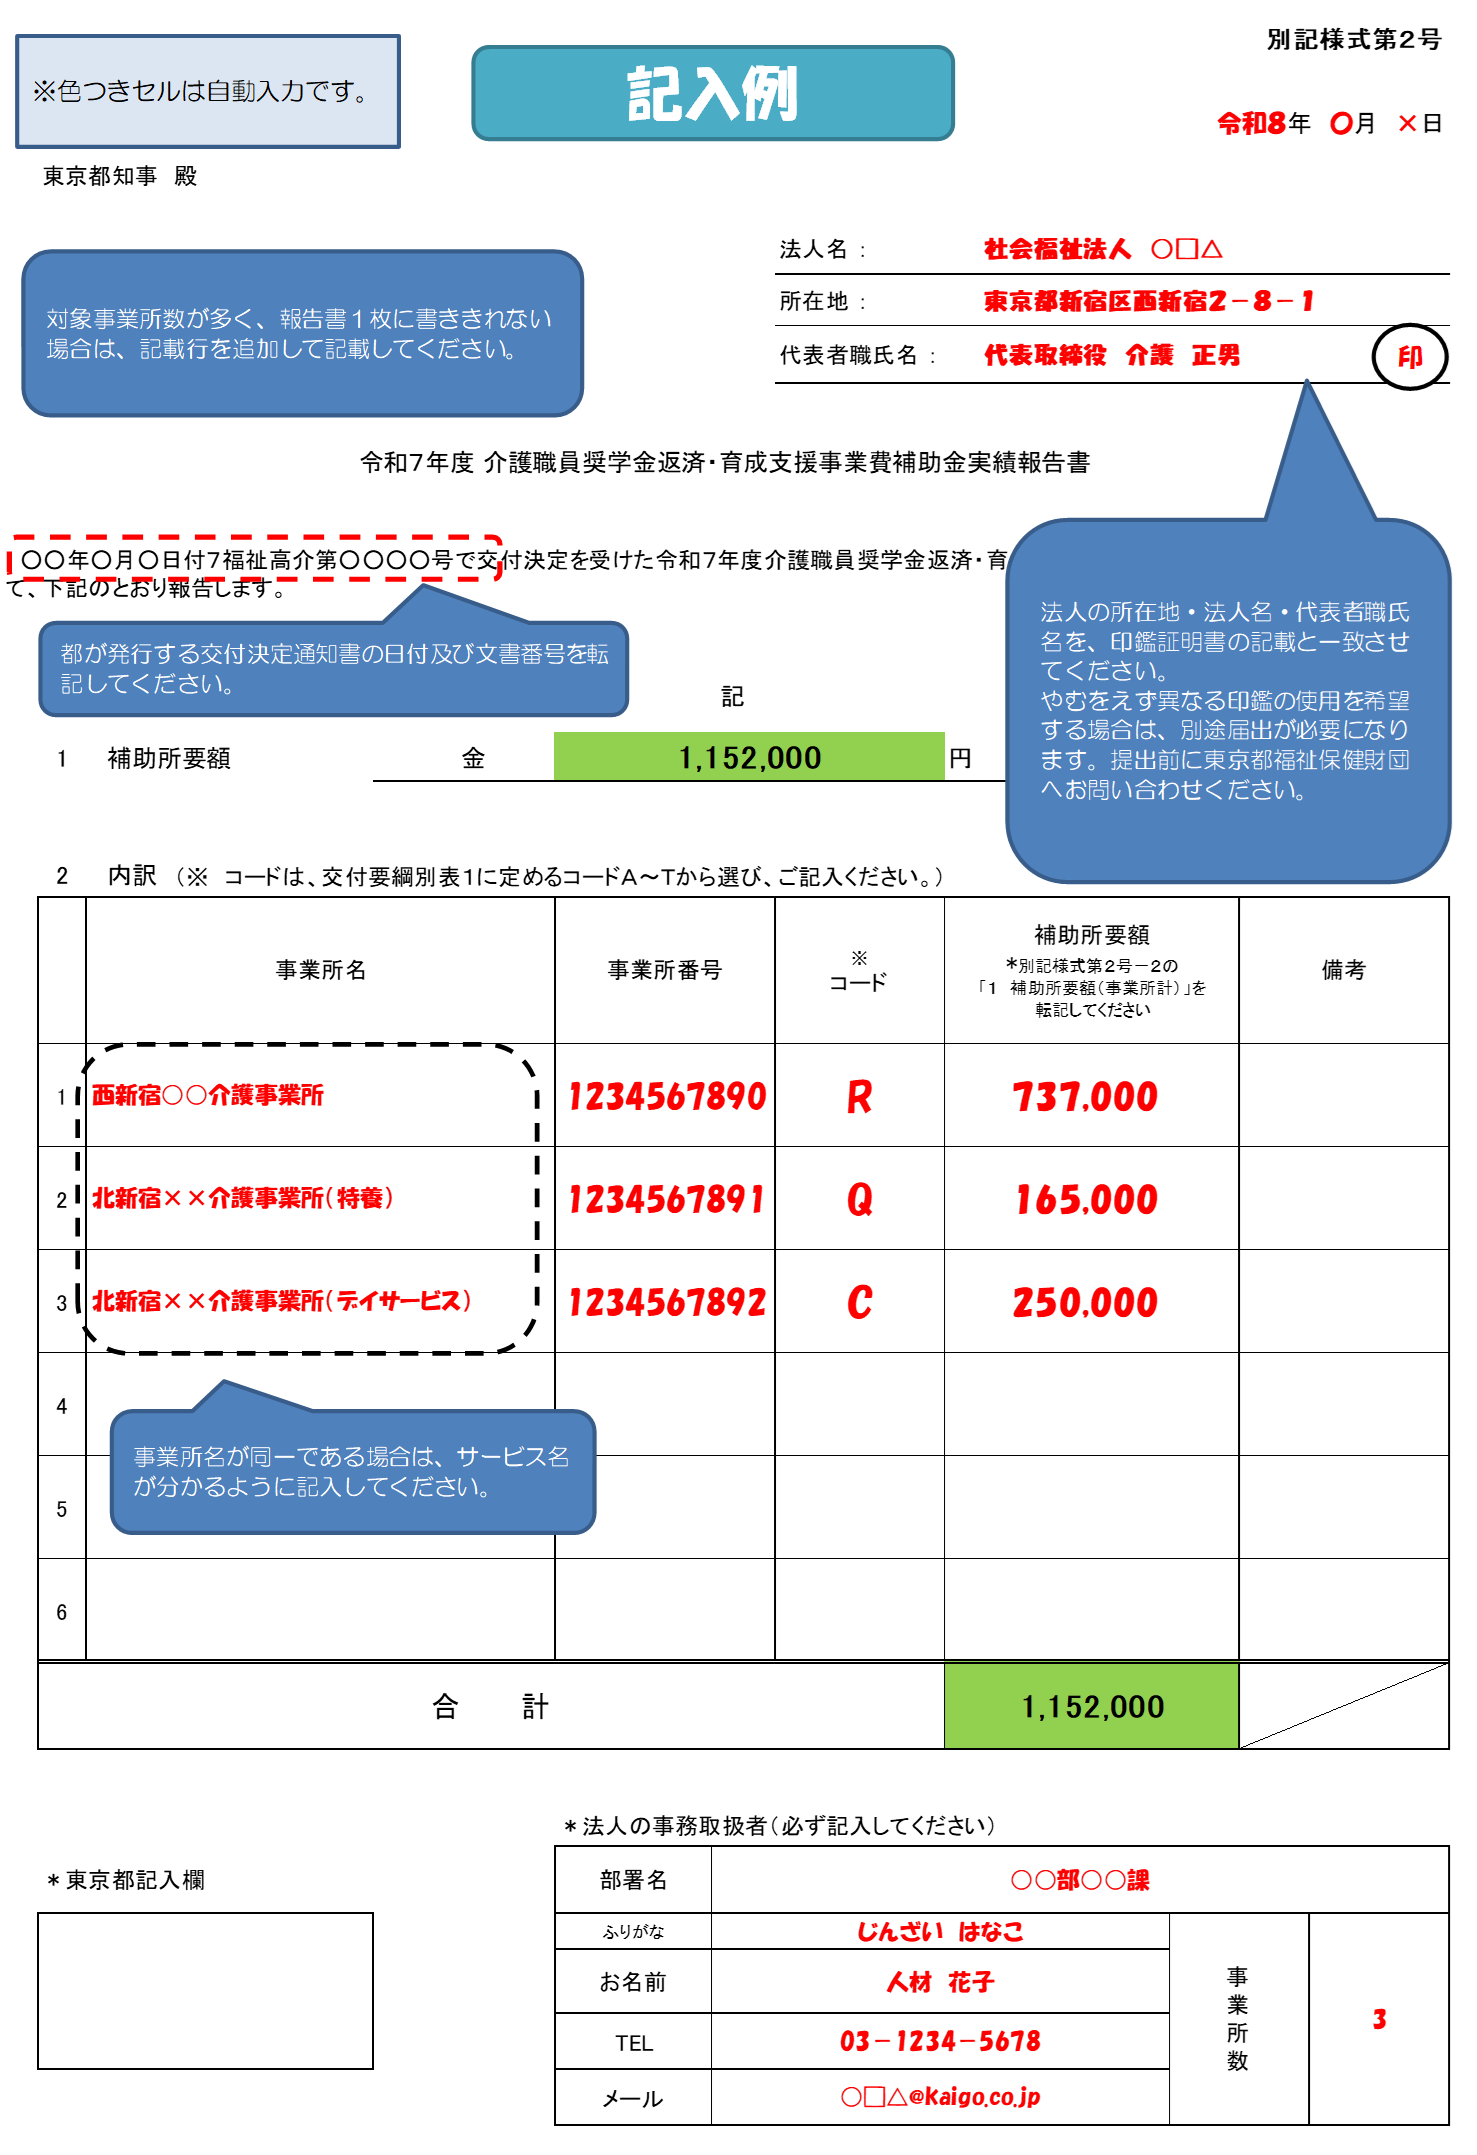 別記様式第2号
※色つきセルは自動入力です。
記入例
令和8年 〇月 ×日
東京都知事 殿
法人名 : 社会福祉法人 ○□△
所在地 : 東京都新宿区西新宿2-8-1
代表者職氏名 : 代表取締役 介護 正男 印
対象事業所数が多く、報告書1枚に書ききれない
場合は、記載行を追加して記載してください。
令和7年度 介護職員奨学金返済・育成支援事業費補助金実績報告書
〇〇年〇月〇日付7福祉高介第〇〇〇〇号で交付決定を受けた令和7年度介護職員奨学金返済・育
て、下記のとおり報告します。
法人の所在地・法人名・代表者職氏
名を、印鑑証明書の記載と一致させ
てください。
やむをえず異なる印鑑の使用を希望
する場合は、別途届出が必要になり
ます。提出前に東京都福祉保健財団
へお問い合わせください。
都が発行する交付決定通知書の日付及び文書番号を転
記してください。
記
1 補助所要額 金 1,152,000 円
2 内訳 (※ コードは、交付要綱別表1に定めるコードA～Tから選び、ご記入ください。)
事業所名 事業所番号 ※コード 補助所要額 備考
*別記様式第2号-2の
「1 補助所要額(事業所計)」を
転記してください
1 西新宿○○介護事業所 1234567890 R 737,000
2 北新宿××介護事業所(特養) 1234567891 Q 165,000
3 北新宿××介護事業所(デイサービス) 1234567892 C 250,000
4
事業所名が同一である場合は、サービス名
が分かるように記入してください。
5
6
合 計 1,152,000
*法人の事務取扱者(必ず記入してください)
*東京都記入欄
部署名 ○○部○○課
ふりがな じんざい はなこ
お名前 人材 花子
TEL 03-1234-5678
メール ○□△@kaigo.co.jp
事業所数 3